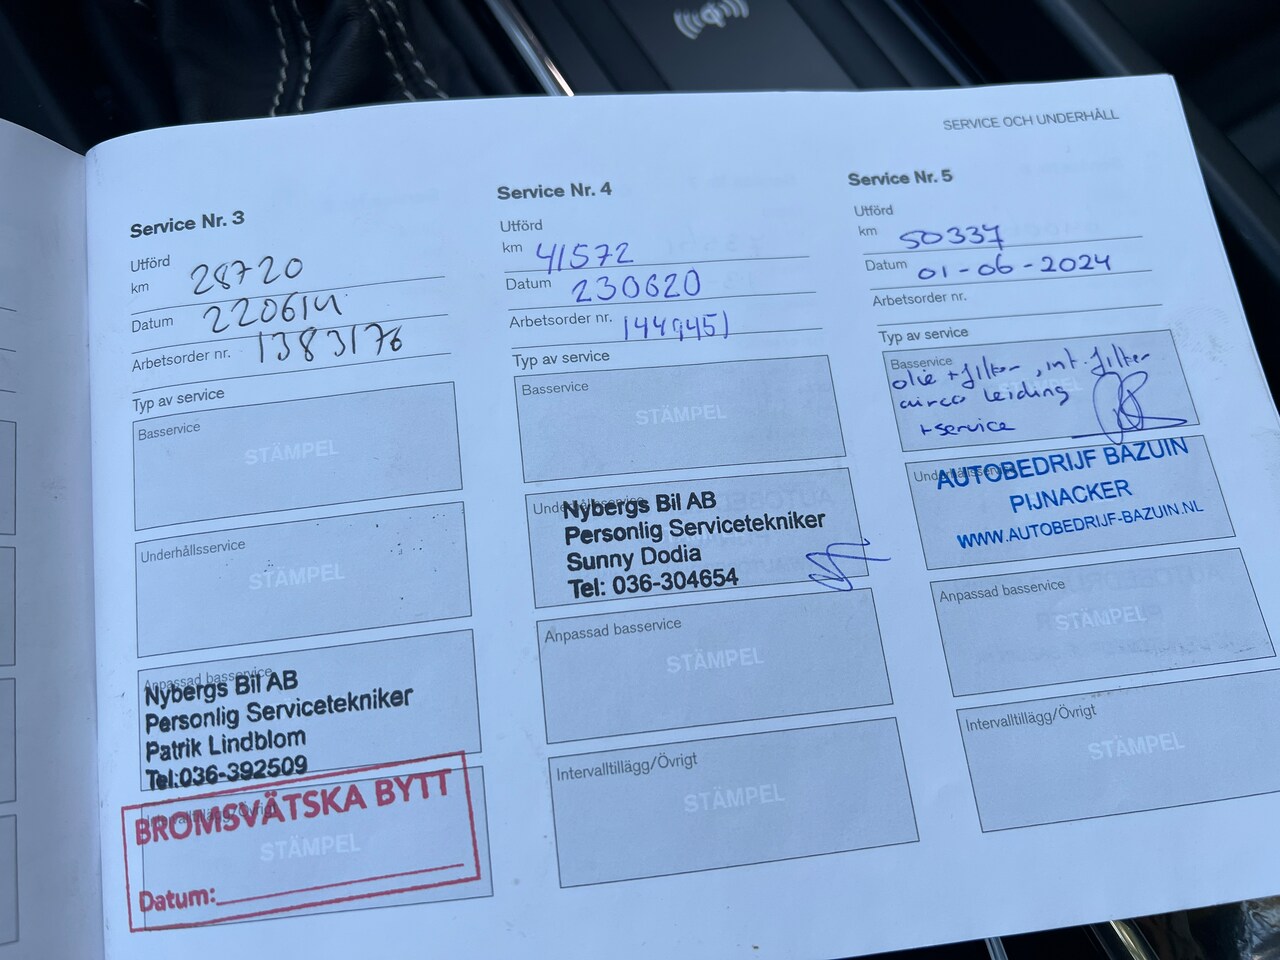 SERVICE OCH UNDERHÅLL
Service Nr. 3
Utförd
km 28720
Datum 220614
Arbetsorder nr. 1383176
Typ av service
Basservice
STÄMPEL
Underhållsservice
STÄMPEL
Anpassad basservice
Nybergs Bil AB
Personlig Servicetekniker
Patrik Lindblom
Tel:036-392509
Intervalltillägg/Övrigt
BROMSVÄTSKA BYTT
STÄMPEL
Datum:
Service Nr. 4
Utförd
km 41572
Datum 230620
Arbetsorder nr.
Typ av service
Basservice
STÄMPEL
Underhållsservice
Nybergs Bil AB
Personlig Servicetekniker
Sunny Dodia
Tel: 036-304654
Anpassad basservice
STÄMPEL
Intervalltillägg/Övrigt
STÄMPEL
Service Nr. 5
Utförd
km 50337
Datum 01-06-2024
Arbetsorder nr.
Typ av service
Basservice
olie + filter, int. filter
airco leiding
+ service
Underhållsservice
AUTOBEDRIJF BAZUIN
PIJNACKER
WWW.AUTOBEDRIJF-BAZUIN.NL
Anpassad basservice
STÄMPEL
Intervalltillägg/Övrigt
STÄMPEL